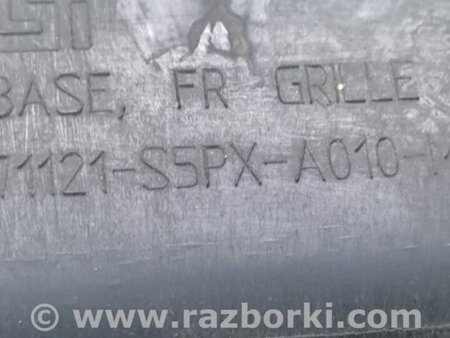 BASE, FR GRILLE
71121-S5PX-A010-M
© www.razborki.com